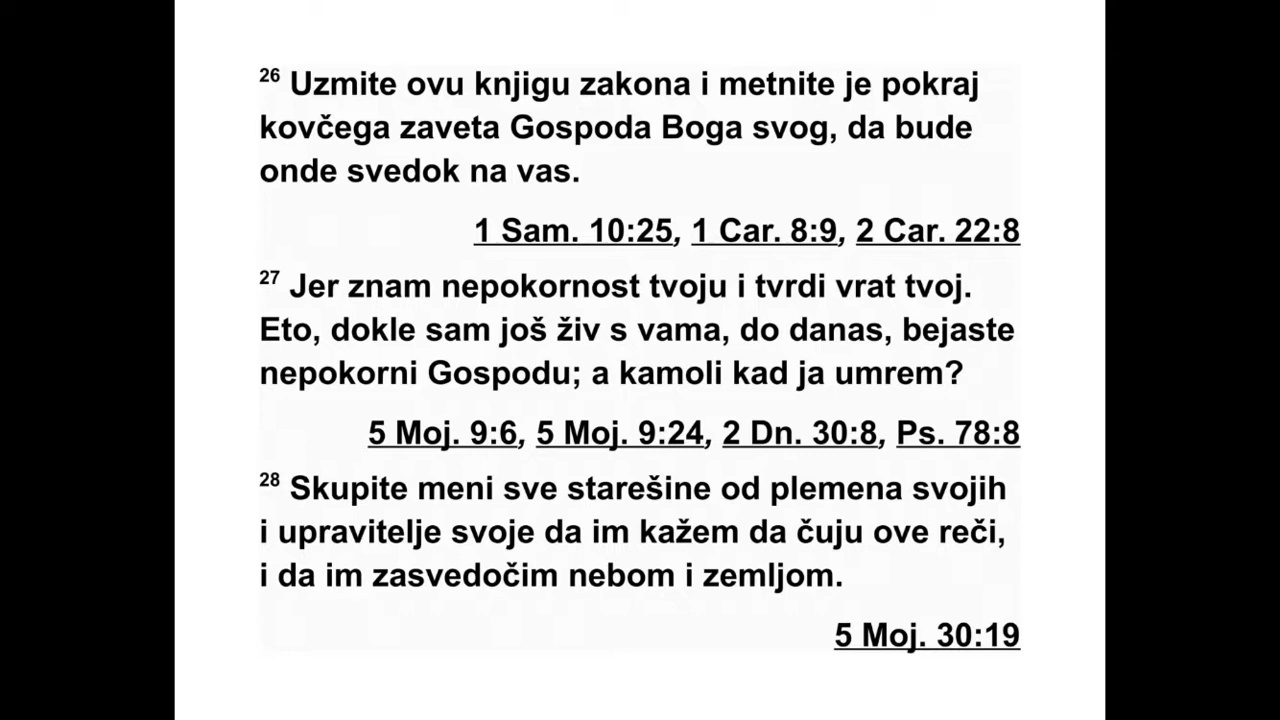 26 Uzmite ovu knjigu zakona i metnite je pokraj
kovčega zaveta Gospoda Boga svog, da bude
onde svedok na vas.
1 Sam. 10:25, 1 Car. 8:9, 2 Car. 22:8
27 Jer znam nepokornost tvoju i tvrdi vrat tvoj.
Eto, dokle sam još živ s vama, do danas, bejaste
nepokorni Gospodu; a kamoli kad ja umrem?
5 Moj. 9:6, 5 Moj. 9:24, 2 Dn. 30:8, Ps. 78:8
28 Skupite meni sve starešine od plemena svojih
i upravitelje svoje da im kažem da čuju ove reči,
i da im zasvedočim nebom i zemljom.
5 Moj. 30:19